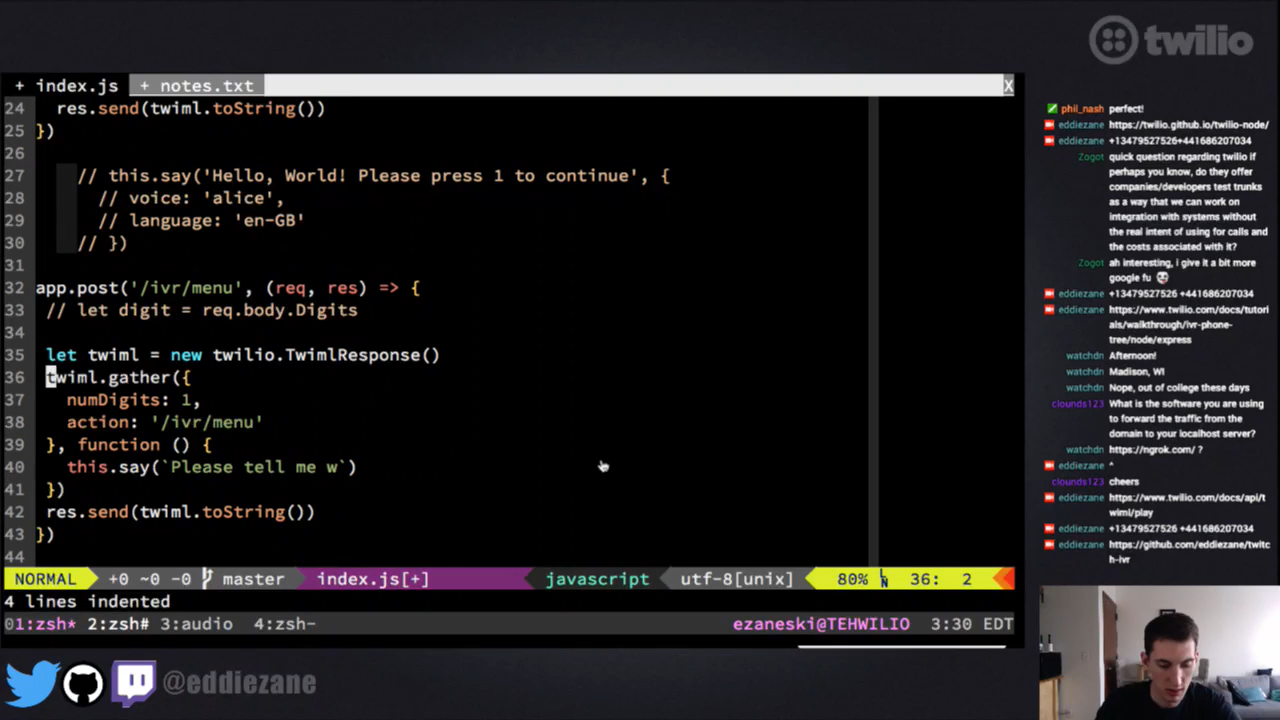 twilio
+ index.js + notes.txt X
24 res.send(twiml.toString())
25 })
26
27 // this.say('Hello, World! Please press 1 to continue', {
28 // voice: 'alice',
29 // language: 'en-GB'
30 // })
31
32 app.post('/ivr/menu', (req, res) => {
33 // let digit = req.body.Digits
34
35 let twiml = new twilio.TwimlResponse()
36 twiml.gather({
37 numDigits: 1,
38 action: '/ivr/menu'
39 }, function () {
40 this.say(`Please tell me w`)
41 })
42 res.send(twiml.toString())
43 })
44
NORMAL +0 ~0 -0 master index.js[+] javascript utf-8[unix] 80% LN 36: 2
4 lines indented
01:zsh* 2:zsh# 3:audio 4:zsh- ezaneski@TEHWILIO 3:30 EDT
@eddiezane
phil_nash perfect!
eddiezane https://twilio.github.io/twilio-node/
eddiezane +13479527526+441686207034
Zogot quick question regarding twilio if
perhaps you know, do they offer
companies/developers test trunks
as a way that we can work on
integration with systems without
the real intent of using for calls and
the costs associated with it?
Zogot ah interesting, i give it a bit more
google fu
eddiezane +13479527526 +441686207034
eddiezane https://www.twilio.com/docs/tutori
als/walkthrough/ivr-phone-
tree/node/express
watchdn Afternoon!
watchdn Madison, WI!
watchdn Nope, out of college these days
clounds123 What is the software you are using
to forward the traffic from the
domain to your localhost server?
watchdn https://ngrok.com/ ?
eddiezane ^
clounds123 cheers
eddiezane https://www.twilio.com/docs/api/t
wiml/play
eddiezane +13479527526 +441686207034
eddiezane https://github.com/eddiezane/twitc
h-ivr